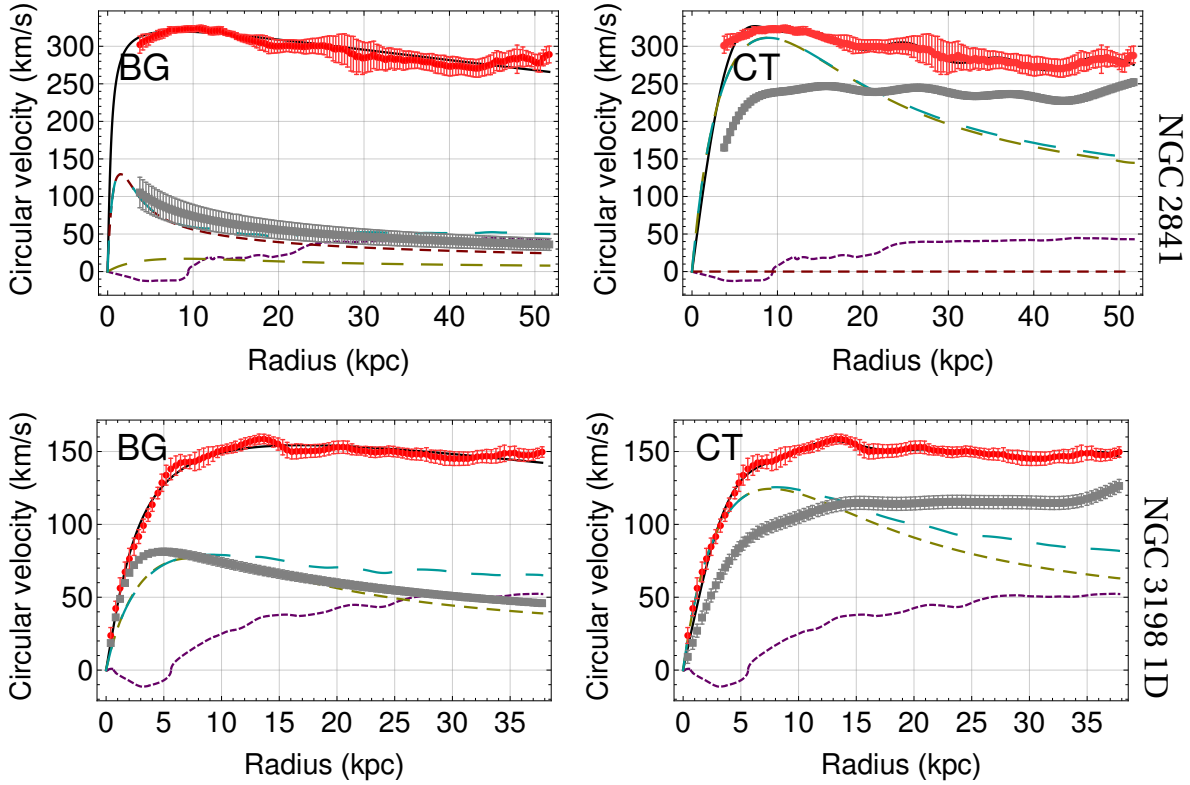 Circular velocity (km/s)
300
250
200
150
100
50
0
BG
0 10 20 30 40 50
Radius (kpc)
Circular velocity (km/s)
300
250
200
150
100
50
0
CT
0 10 20 30 40 50
Radius (kpc)
NGC 2841
Circular velocity (km/s)
150
100
50
0
BG
0 5 10 15 20 25 30 35
Radius (kpc)
Circular velocity (km/s)
150
100
50
0
CT
0 5 10 15 20 25 30 35
Radius (kpc)
NGC 3198 1D